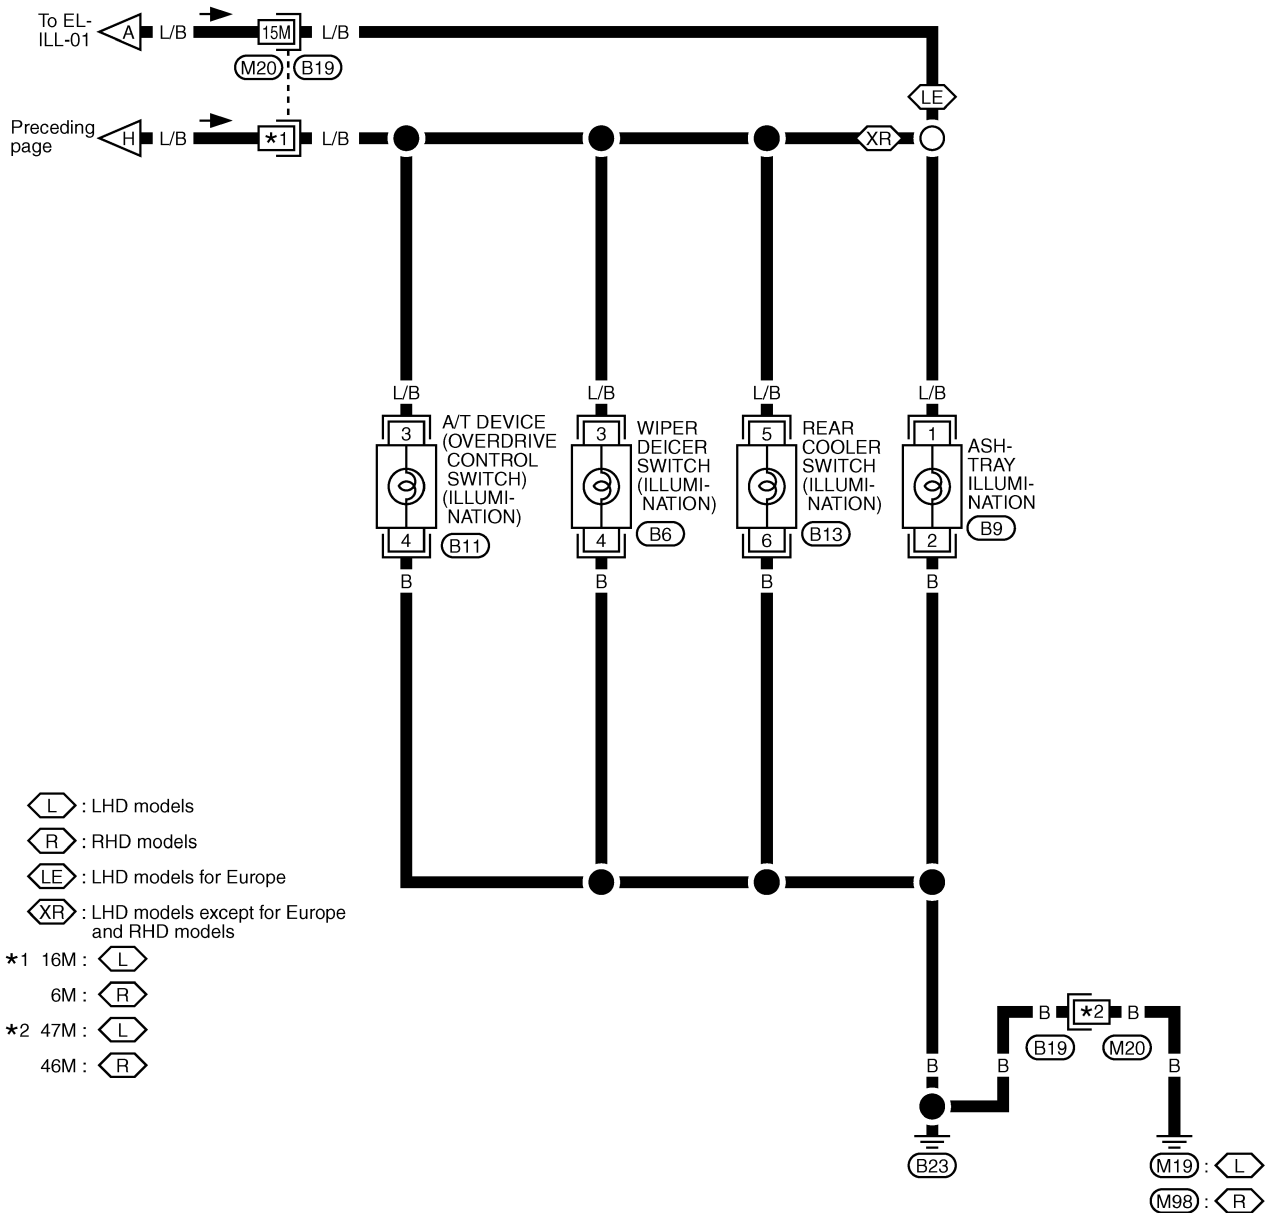 To EL-
ILL-01
A L/B 15M L/B
M20 B19
LE
Preceding
page
H L/B *1 L/B XR
L/B L/B L/B L/B
3 3 5 1
A/T DEVICE
(OVERDRIVE
CONTROL
SWITCH)
(ILLUMI-
NATION)
B11
WIPER
DEICER
SWITCH
(ILLUMI-
NATION)
B6
REAR
COOLER
SWITCH
(ILLUMI-
NATION)
B13
ASH-
TRAY
ILLUMI-
NATION
B9
4 4 6 2
B B B B
L : LHD models
R : RHD models
LE : LHD models for Europe
XR : LHD models except for Europe
and RHD models
*1 16M : L
6M : R
*2 47M : L
46M : R
B *2 B
B19 M20
B B B
B23
M19 : L
M98 : R